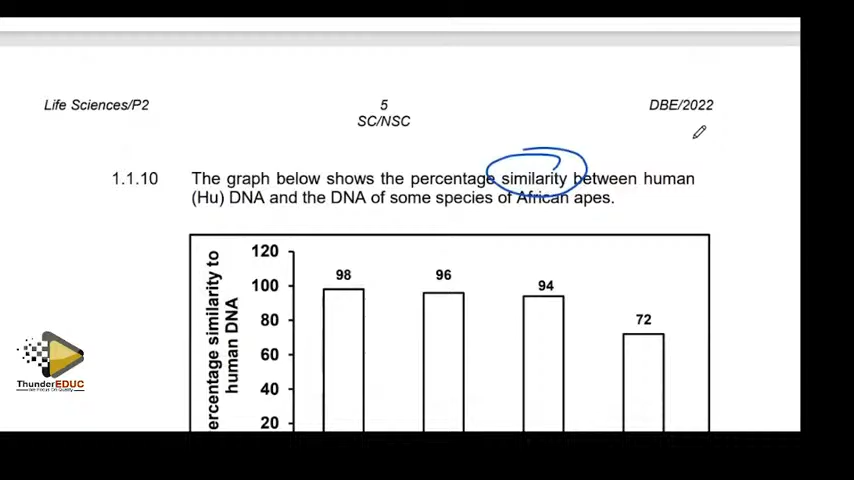 Life Sciences/P2
5
SC/NSC
DBE/2022
1.1.10
The graph below shows the percentage similarity between human
(Hu) DNA and the DNA of some species of African apes.
ercentage similarity to
human DNA
120
100
80
60
40
20
98
96
94
72
ThunderEDUC